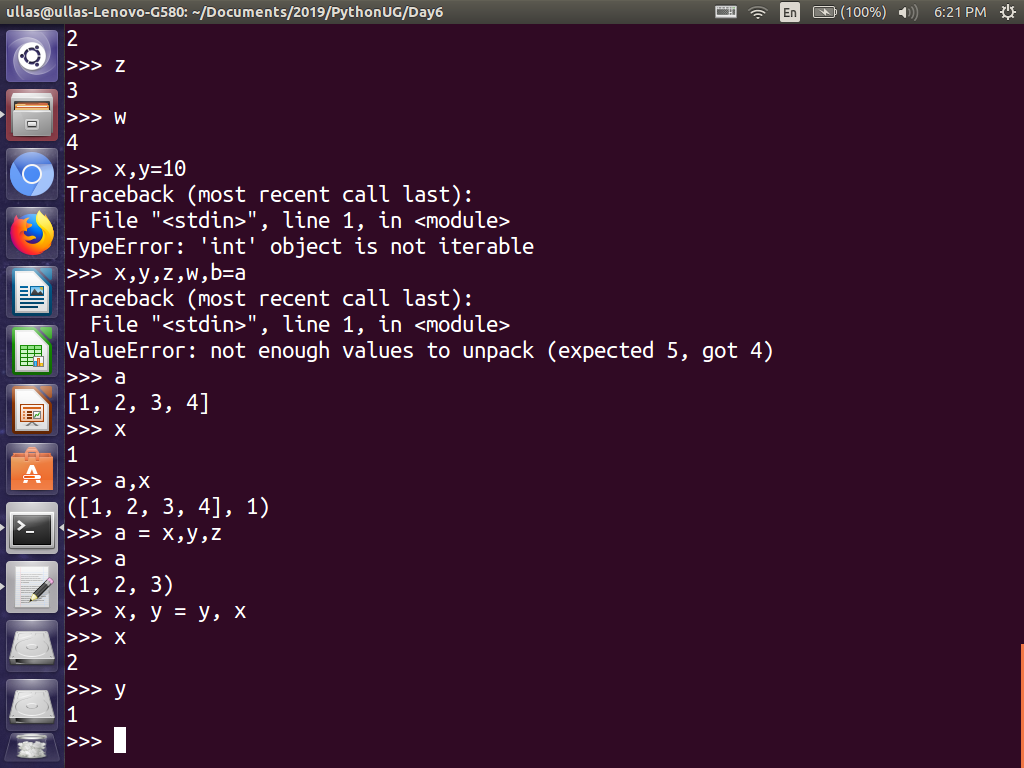 ullas@ullas-Lenovo-G580: ~/Documents/2019/PythonUG/Day6 En (100%) 6:21 PM
2
>>> z
3
>>> w
4
>>> x,y=10
Traceback (most recent call last):
  File "<stdin>", line 1, in <module>
TypeError: 'int' object is not iterable
>>> x,y,z,w,b=a
Traceback (most recent call last):
  File "<stdin>", line 1, in <module>
ValueError: not enough values to unpack (expected 5, got 4)
>>> a
[1, 2, 3, 4]
>>> x
1
>>> a,x
([1, 2, 3, 4], 1)
>>> a = x,y,z
>>> a
(1, 2, 3)
>>> x, y = y, x
>>> x
2
>>> y
1
>>>